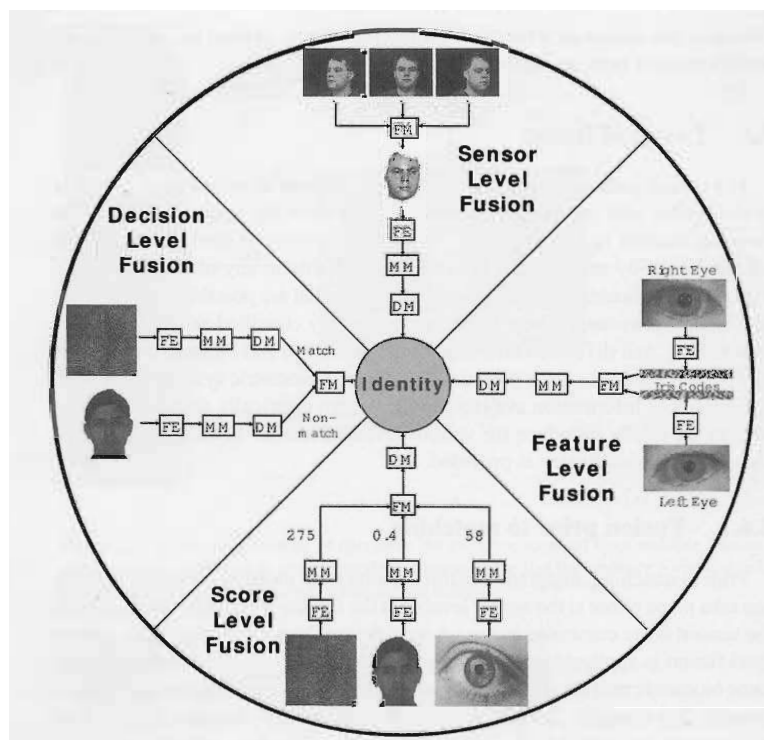 FM
Sensor
Level
Fusion
FE
MM
DM
Decision
Level
Fusion
FE MM DM
Match
FM
Non-
match
FE MM DM
Identity
Right Eye
FE
DM MM FM
Iris Codes
FE
Left Eye
Feature
Level
Fusion
DM
FM
275 0.4 58
MM MM MM
FE FE FE
Score
Level
Fusion